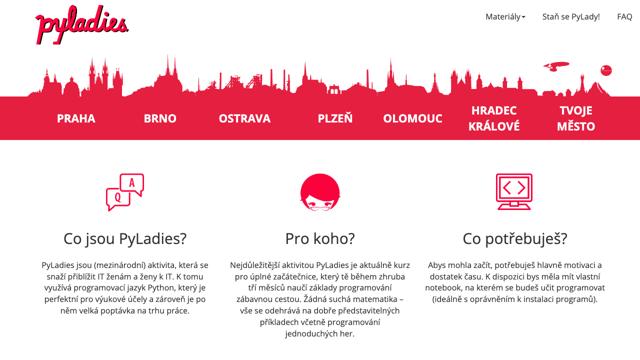 pyladies
Materiály
Staň se PyLady!
FAQ
PRAHA
BRNO
OSTRAVA
PLZEŇ
OLOMOUC
HRADEC
KRÁLOVÉ
TVOJE
MĚSTO
A
Q
Co jsou PyLadies?
PyLadies jsou (mezinárodní) aktivita, která se
snaží přiblížit IT ženám a ženy k IT. K tomu
využívá programovací jazyk Python, který je
perfektní pro výukové účely a zároveň je po
něm velká poptávka na trhu práce.
Pro koho?
Nejdůležitější aktivitou PyLadies je aktuálně kurz
pro úplné začátečnice, který tě během zhruba
tří měsíců naučí základy programování
zábavnou cestou. Žádná suchá matematika –
vše se odehrává na dobře představitelných
příkladech včetně programování
jednoduchých her.
Co potřebuješ?
Abys mohla začít, potřebuješ hlavně motivaci a
dostatek času. K dispozici bys měla mít vlastní
notebook, na kterém se budeš učit programovat
(ideálně s oprávněním k instalaci programů).